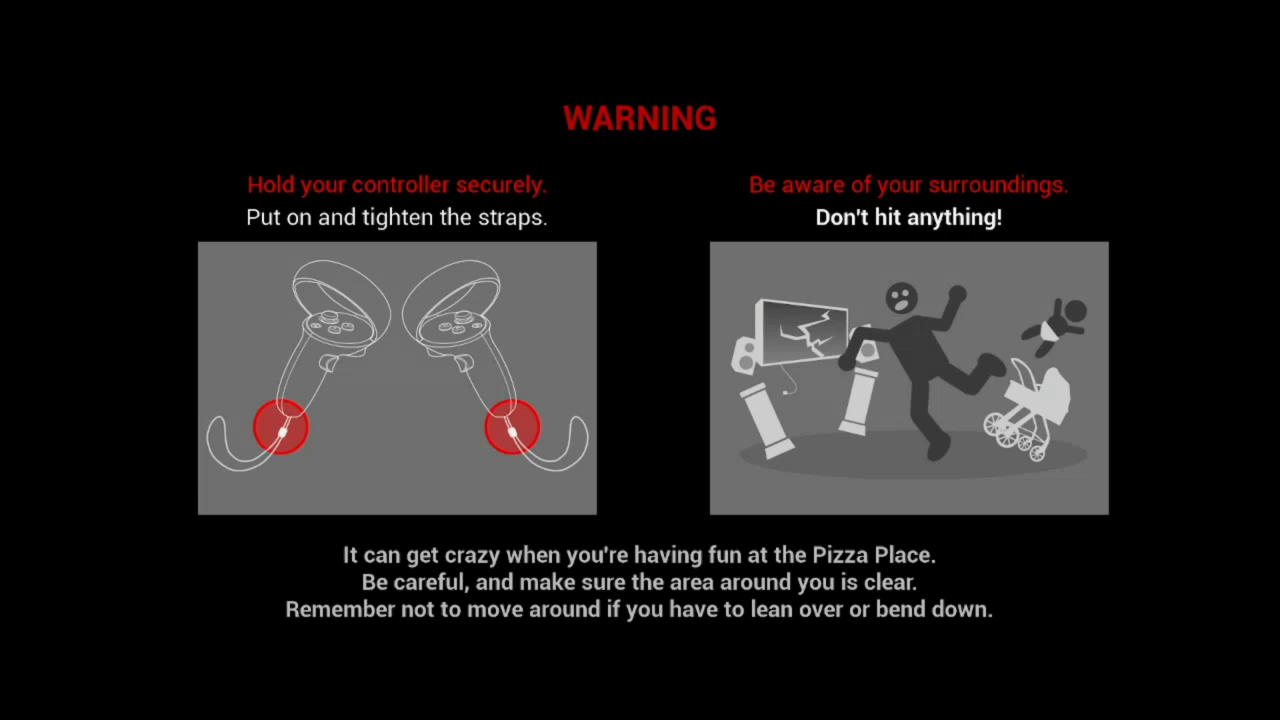 WARNING
Hold your controller securely.
Put on and tighten the straps.
Be aware of your surroundings.
Don't hit anything!
It can get crazy when you're having fun at the Pizza Place.
Be careful, and make sure the area around you is clear.
Remember not to move around if you have to lean over or bend down.